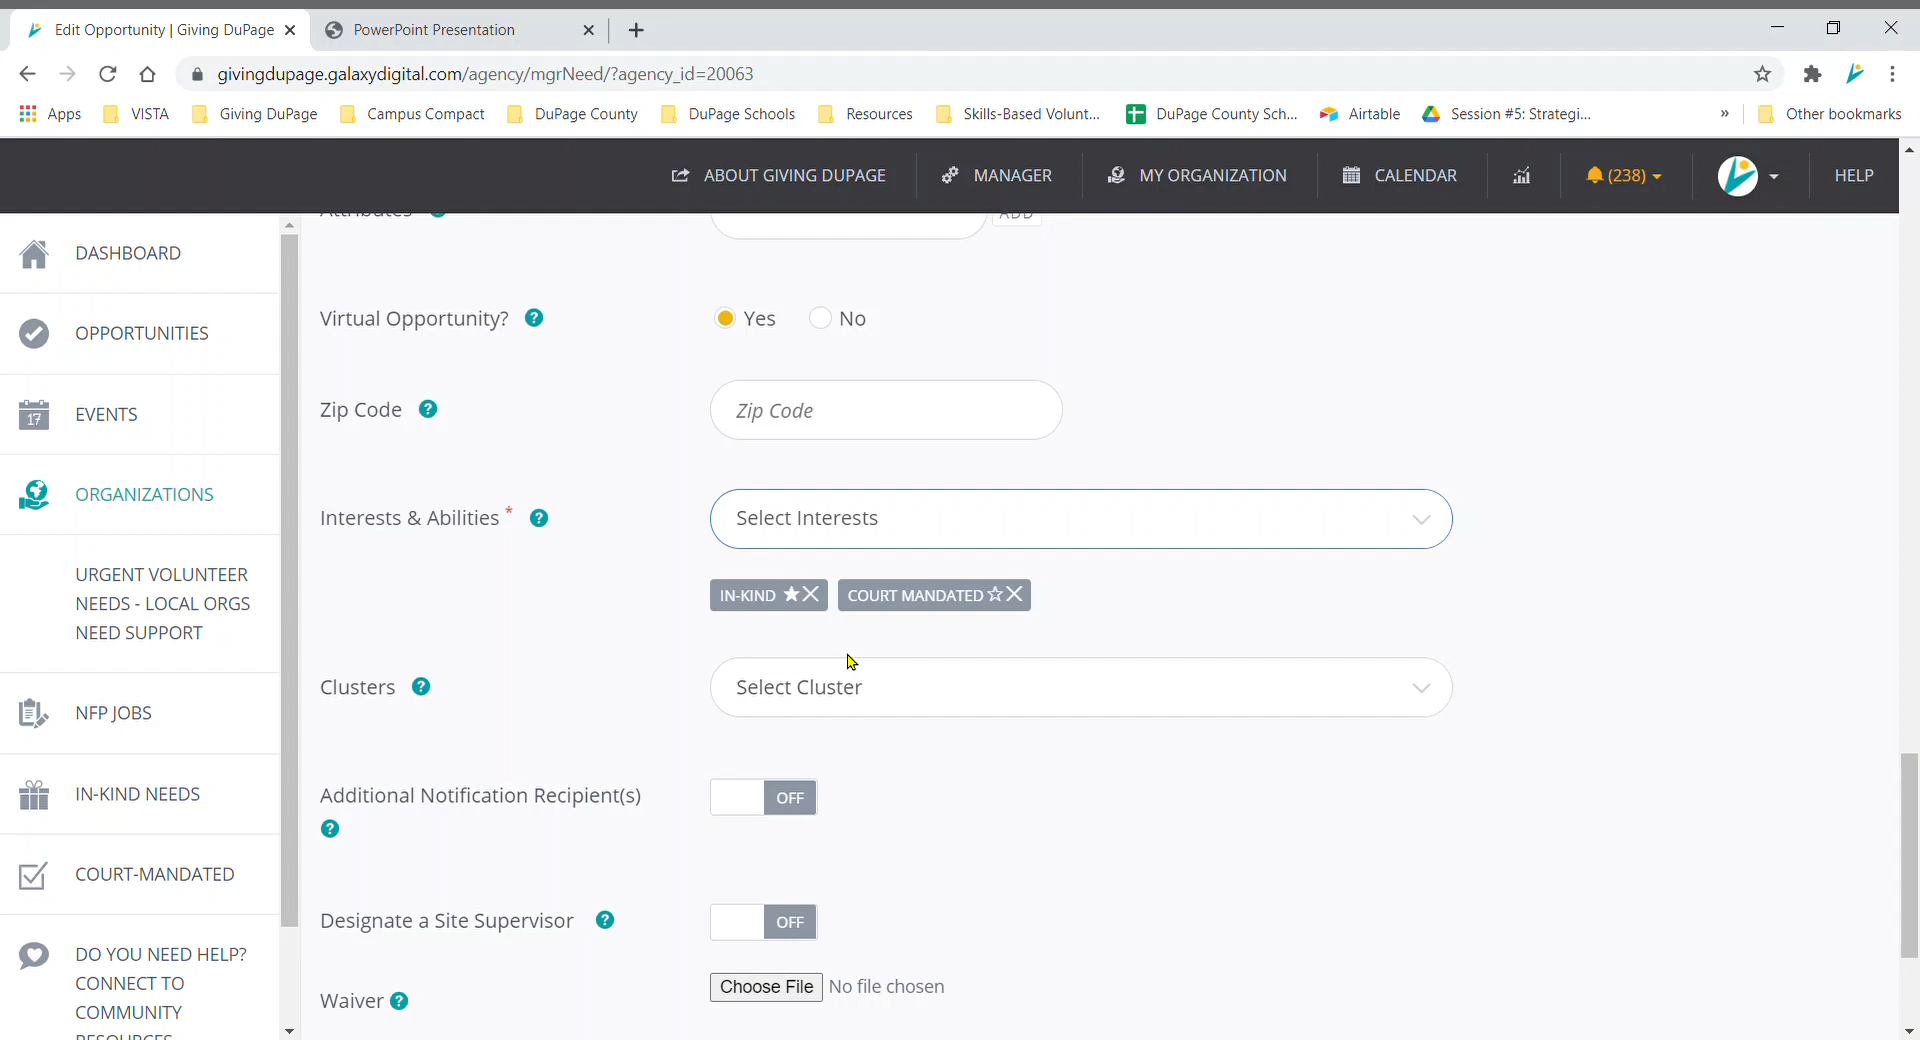 Edit Opportunity | Giving DuPage
PowerPoint Presentation
givingdupage.galaxydigital.com/agency/mgrNeed/?agency_id=20063
Apps
VISTA
Giving DuPage
Campus Compact
DuPage County
DuPage Schools
Resources
Skills-Based Volunt...
DuPage County Sch...
Airtable
Session #5: Strategi...
»
Other bookmarks
ABOUT GIVING DUPAGE
MANAGER
MY ORGANIZATION
CALENDAR
(238)
HELP
Attributes
ADD
DASHBOARD
OPPORTUNITIES
17
EVENTS
ORGANIZATIONS
URGENT VOLUNTEER
NEEDS - LOCAL ORGS
NEED SUPPORT
NFP JOBS
IN-KIND NEEDS
COURT-MANDATED
DO YOU NEED HELP?
CONNECT TO
COMMUNITY
RESOURCES
Virtual Opportunity? ?
Yes
No
Zip Code ?
Zip Code
Interests & Abilities * ?
Select Interests
IN-KIND
COURT MANDATED
Clusters ?
Select Cluster
Additional Notification Recipient(s)
?
OFF
Designate a Site Supervisor ?
OFF
Waiver ?
Choose File No file chosen